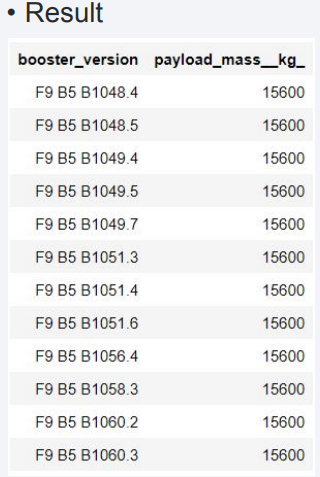 • Result
booster_version payload_mass__kg_
F9 B5 B1048.4 15600
F9 B5 B1048.5 15600
F9 B5 B1049.4 15600
F9 B5 B1049.5 15600
F9 B5 B1049.7 15600
F9 B5 B1051.3 15600
F9 B5 B1051.4 15600
F9 B5 B1051.6 15600
F9 B5 B1056.4 15600
F9 B5 B1058.3 15600
F9 B5 B1060.2 15600
F9 B5 B1060.3 15600